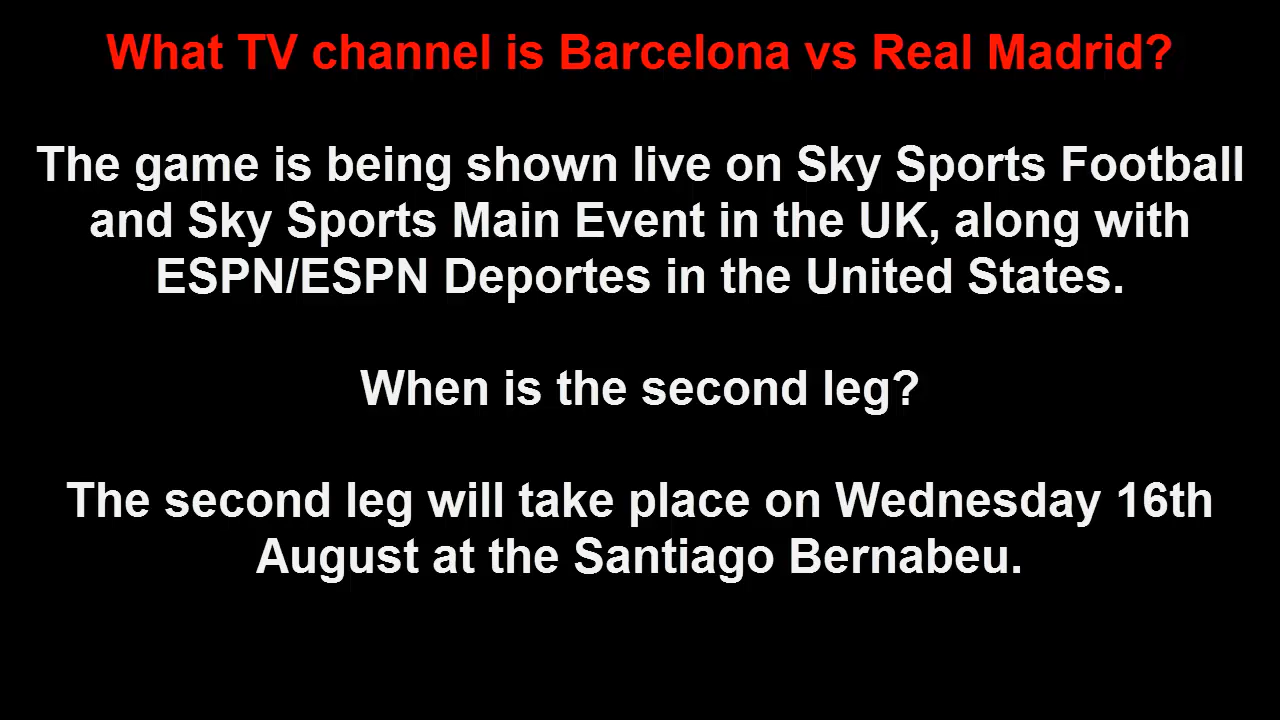 What TV channel is Barcelona vs Real Madrid?
The game is being shown live on Sky Sports Football
and Sky Sports Main Event in the UK, along with
ESPN/ESPN Deportes in the United States.
When is the second leg?
The second leg will take place on Wednesday 16th
August at the Santiago Bernabeu.